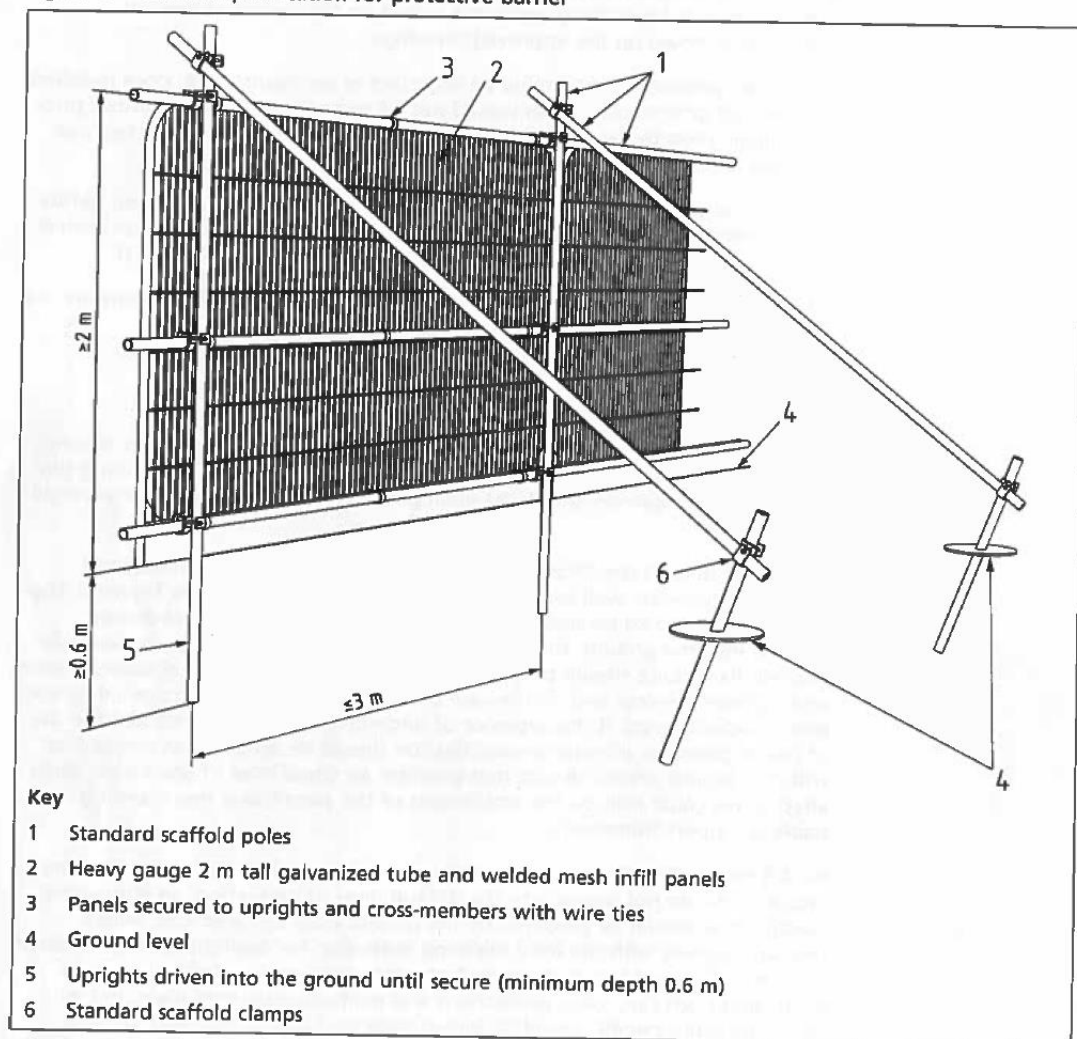 protective barrier
3
2
1
≥2 m
4
6
≥0.6 m
5
≤3 m
4
Key
1 Standard scaffold poles
2 Heavy gauge 2 m tall galvanized tube and welded mesh infill panels
3 Panels secured to uprights and cross-members with wire ties
4 Ground level
5 Uprights driven into the ground until secure (minimum depth 0.6 m)
6 Standard scaffold clamps